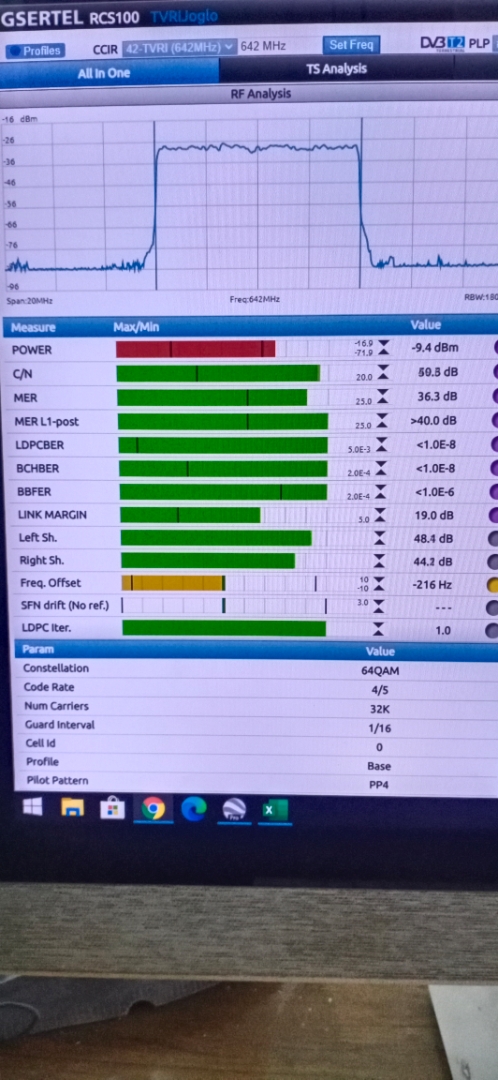 GSERTEL RCS100 TVRIJoglo
Profiles CCIR 42-TVRI (642MHz) 642 MHz Set Freq DVB T2 PLP
All In One TS Analysis
RF Analysis
-16 dBm
-26
-36
-46
-56
-66
-76
-96
Span:20MHz Freq:642MHz RBW:180
Measure Max/Min Value
POWER -16.9 -71.9 -9.4 dBm
C/N 20.0 dB
MER 25.0 36.3 dB
MER L1-post 25.0 >40.0 dB
LDPCBER 5.0E-3 <1.0E-8
BCHBER 2.0E-4 <1.0E-8
BBFER 2.0E-4 <1.0E-6
LINK MARGIN 3.0 19.0 dB
Left Sh. 48.4 dB
Right Sh. dB
Freq. Offset 10 -10 -216 Hz
SFN drift (No ref.) 3.0 ---
LDPC Iter. 1.0
Param Value
Constellation 64QAM
Code Rate 4/5
Num Carriers 32K
Guard Interval 1/16
Cell Id 0
Profile Base
Pilot Pattern PP4